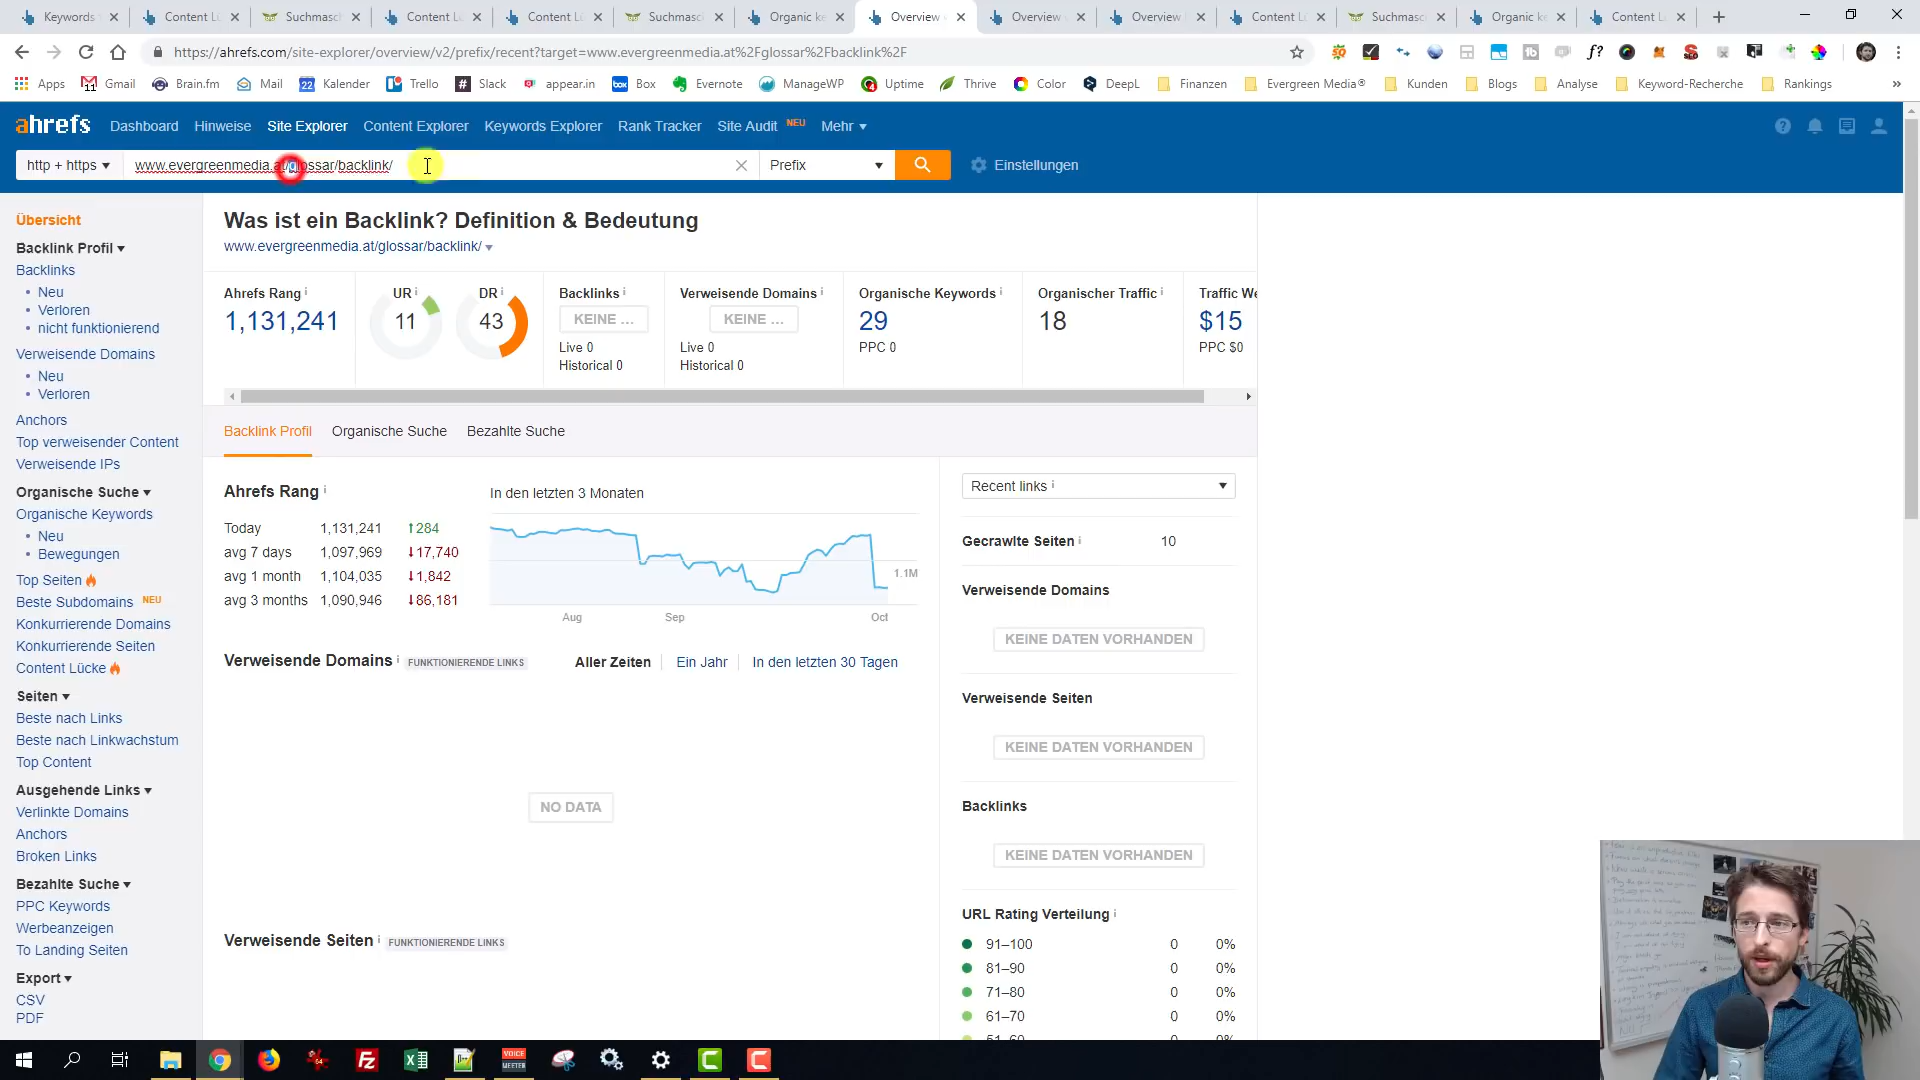 Keywords
Content L
Suchmasc
Content L
Content L
Suchmasc
Organic ke
Overview
Overview
Overview
Content L
Suchmasc
Organic ke
Content L
https://ahrefs.com/site-explorer/overview/v2/prefix/recent?target=www.evergreenmedia.at%2Fglossar%2Fbacklink%2F
Apps Gmail Brain.fm Mail Kalender Trello Slack appear.in Box Evernote ManageWP Uptime Thrive Color DeepL Finanzen Evergreen Media® Kunden Blogs Analyse Keyword-Recherche Rankings »
ahrefs Dashboard Hinweise Site Explorer Content Explorer Keywords Explorer Rank Tracker Site Audit NEU Mehr
http + https www.evergreenmedia.at/glossar/backlink/ Prefix Einstellungen
Übersicht
Backlink Profil
Backlinks
Neu
Verloren
nicht funktionierend
Verweisende Domains
Neu
Verloren
Anchors
Top verweisender Content
Verweisende IPs
Organische Suche
Organische Keywords
Neu
Bewegungen
Top Seiten
Beste Subdomains NEU
Konkurrierende Domains
Konkurrierende Seiten
Content Lücke
Seiten
Beste nach Links
Beste nach Linkwachstum
Top Content
Ausgehende Links
Verlinkte Domains
Anchors
Broken Links
Bezahlte Suche
PPC Keywords
Werbeanzeigen
To Landing Seiten
Export
CSV
PDF
Was ist ein Backlink? Definition & Bedeutung
www.evergreenmedia.at/glossar/backlink/
Ahrefs Rang
1,131,241
UR
11
DR
43
Backlinks
KEINE ...
Live 0
Historical 0
Verweisende Domains
KEINE ...
Live 0
Historical 0
Organische Keywords
29
PPC 0
Organischer Traffic
18
Traffic We
$15
PPC $0
Backlink Profil Organische Suche Bezahlte Suche
Ahrefs Rang
Today 1,131,241 ↑284
avg 7 days 1,097,969 ↓17,740
avg 1 month 1,104,035 ↓1,842
avg 3 months 1,090,946 ↓86,181
In den letzten 3 Monaten
1.1M
Aug Sep Oct
Verweisende Domains FUNKTIONIERENDE LINKS Aller Zeiten Ein Jahr In den letzten 30 Tagen
NO DATA
Verweisende Seiten FUNKTIONIERENDE LINKS
Recent links
Gecrawlte Seiten 10
Verweisende Domains
KEINE DATEN VORHANDEN
Verweisende Seiten
KEINE DATEN VORHANDEN
Backlinks
KEINE DATEN VORHANDEN
URL Rating Verteilung
91–100 0 0%
81–90 0 0%
71–80 0 0%
61–70 0 0%
51–60 0 0%